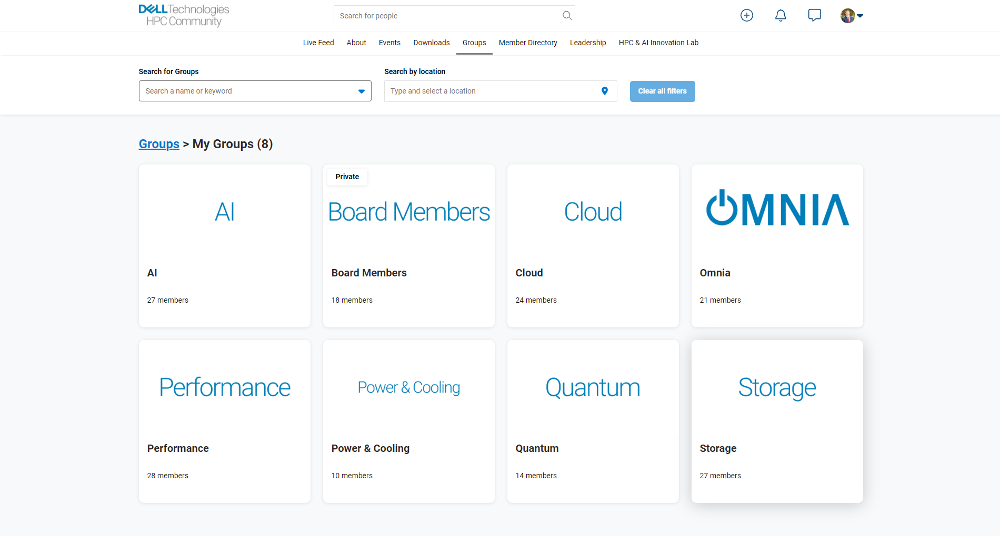 DELL Technologies
HPC Community
Search for people
Live Feed About Events Downloads Groups Member Directory Leadership HPC & AI Innovation Lab
Search for Groups
Search by location
Search a name or keyword
Type and select a location
Clear all filters
Groups > My Groups (8)
AI
AI
27 members
Private
Board Members
Board Members
18 members
Cloud
Cloud
24 members
OMNIA
Omnia
21 members
Performance
Performance
28 members
Power & Cooling
Power & Cooling
10 members
Quantum
Quantum
14 members
Storage
Storage
27 members